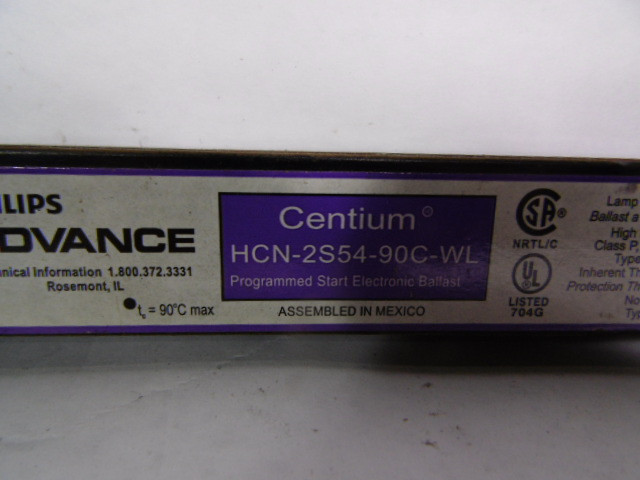 ILIPS
DVANCE
nical Information 1.800.372.3331
Rosemont, IL
tc = 90°C max
Centium®
HCN-2S54-90C-WL
Programmed Start Electronic Ballast
ASSEMBLED IN MEXICO
SA
NRTL/C
UL
LISTED
704G
Lamp
Ballast a
High
Class P,
Type
Inherent Th
Protection Th
No
Typ